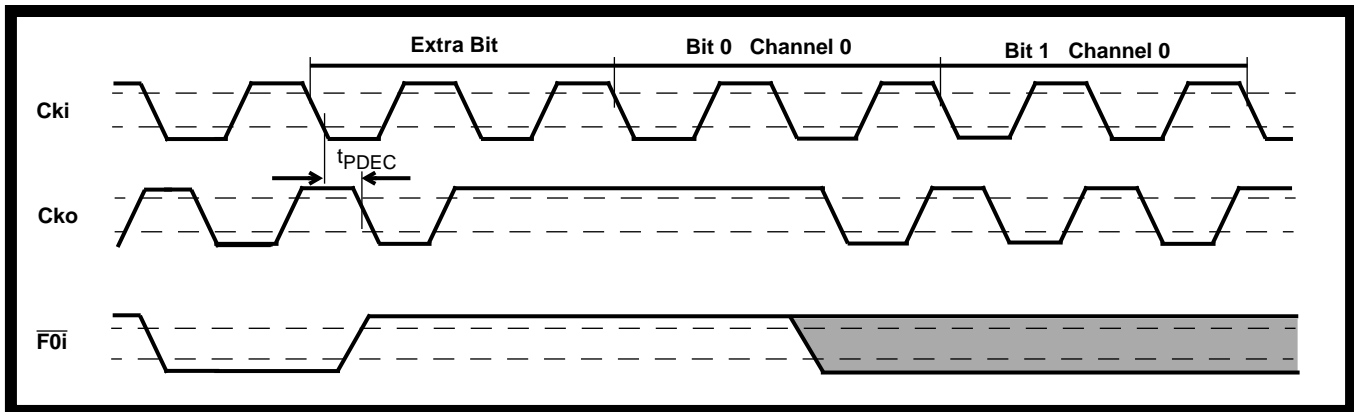 Extra Bit
Bit 0 Channel 0
Bit 1 Channel 0
Cki
tPDEC
Cko
F0i